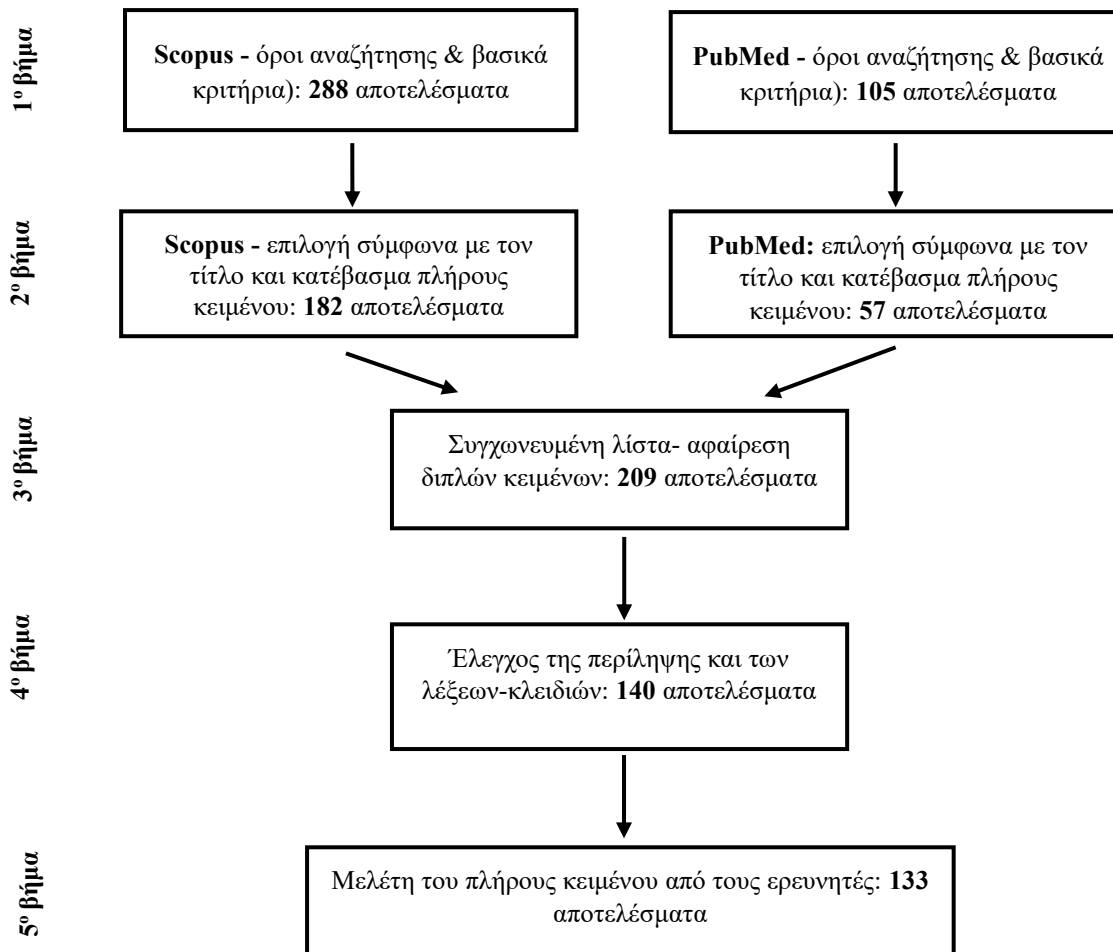 1ο βήμα
Scopus - όροι αναζήτησης & βασικά
κριτήρια): 288 αποτελέσματα
PubMed - όροι αναζήτησης & βασικά
κριτήρια): 105 αποτελέσματα
2ο βήμα
Scopus - επιλογή σύμφωνα με τον
τίτλο και κατέβασμα πλήρους
κειμένου: 182 αποτελέσματα
PubMed: επιλογή σύμφωνα με τον
τίτλο και κατέβασμα πλήρους
κειμένου: 57 αποτελέσματα
3ο βήμα
Συγχωνευμένη λίστα- αφαίρεση
διπλών κειμένων: 209 αποτελέσματα
4ο βήμα
Έλεγχος της περίληψης και των
λέξεων-κλειδιών: 140 αποτελέσματα
5ο βήμα
Μελέτη του πλήρους κειμένου από τους ερευνητές: 133
αποτελέσματα